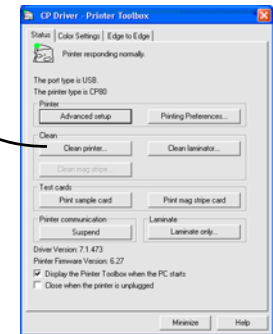 CP Driver - Printer Toolbox
Status Color Settings Edge to Edge
Printer responding normally.
The port type is USB.
The printer type is CP80
Printer
Advanced setup Printing Preferences...
Clean
Clean printer... Clean laminator...
Clean mag stripe...
Test cards
Print sample card Print mag stripe card
Printer communication Laminate
Suspend Laminate only...
Driver Version: 7.1.473
Printer Firmware Version: 6.27
Display the Printer Toolbox when the PC starts
Close when the printer is unplugged
Minimize Help